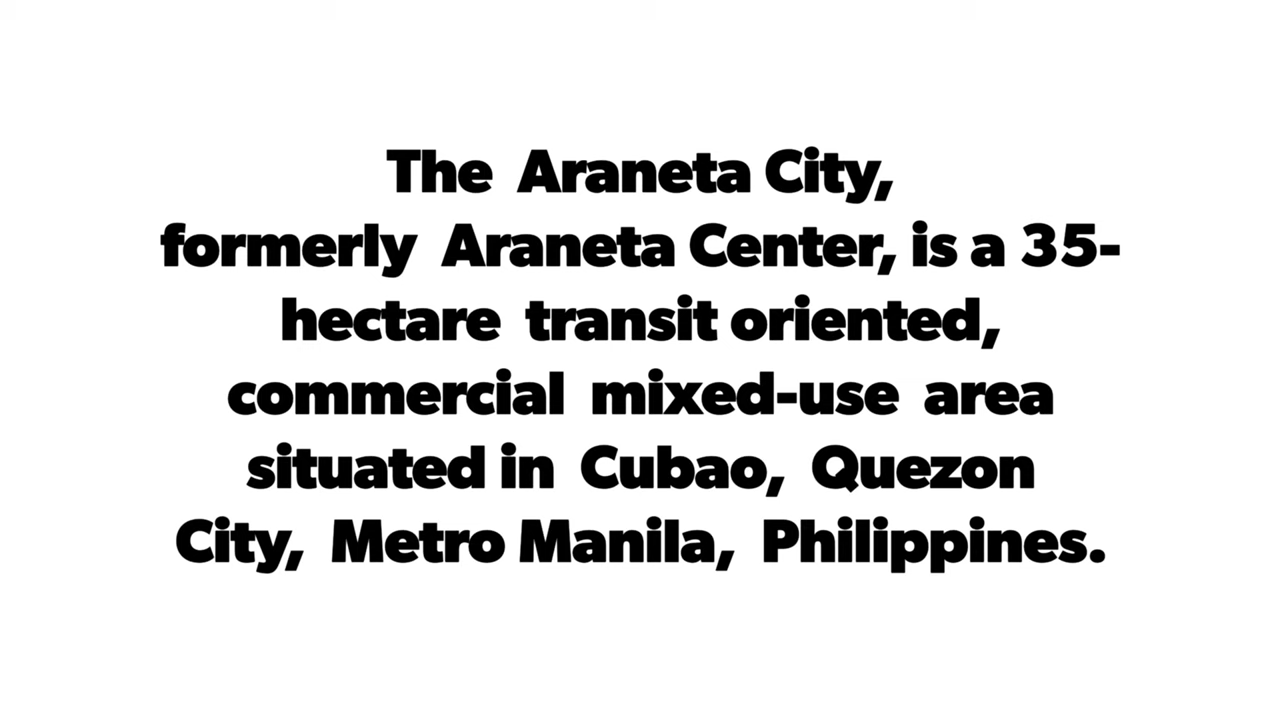 The Araneta City,
formerly Araneta Center, is a 35-
hectare transit oriented,
commercial mixed-use area
situated in Cubao, Quezon
City, Metro Manila, Philippines.